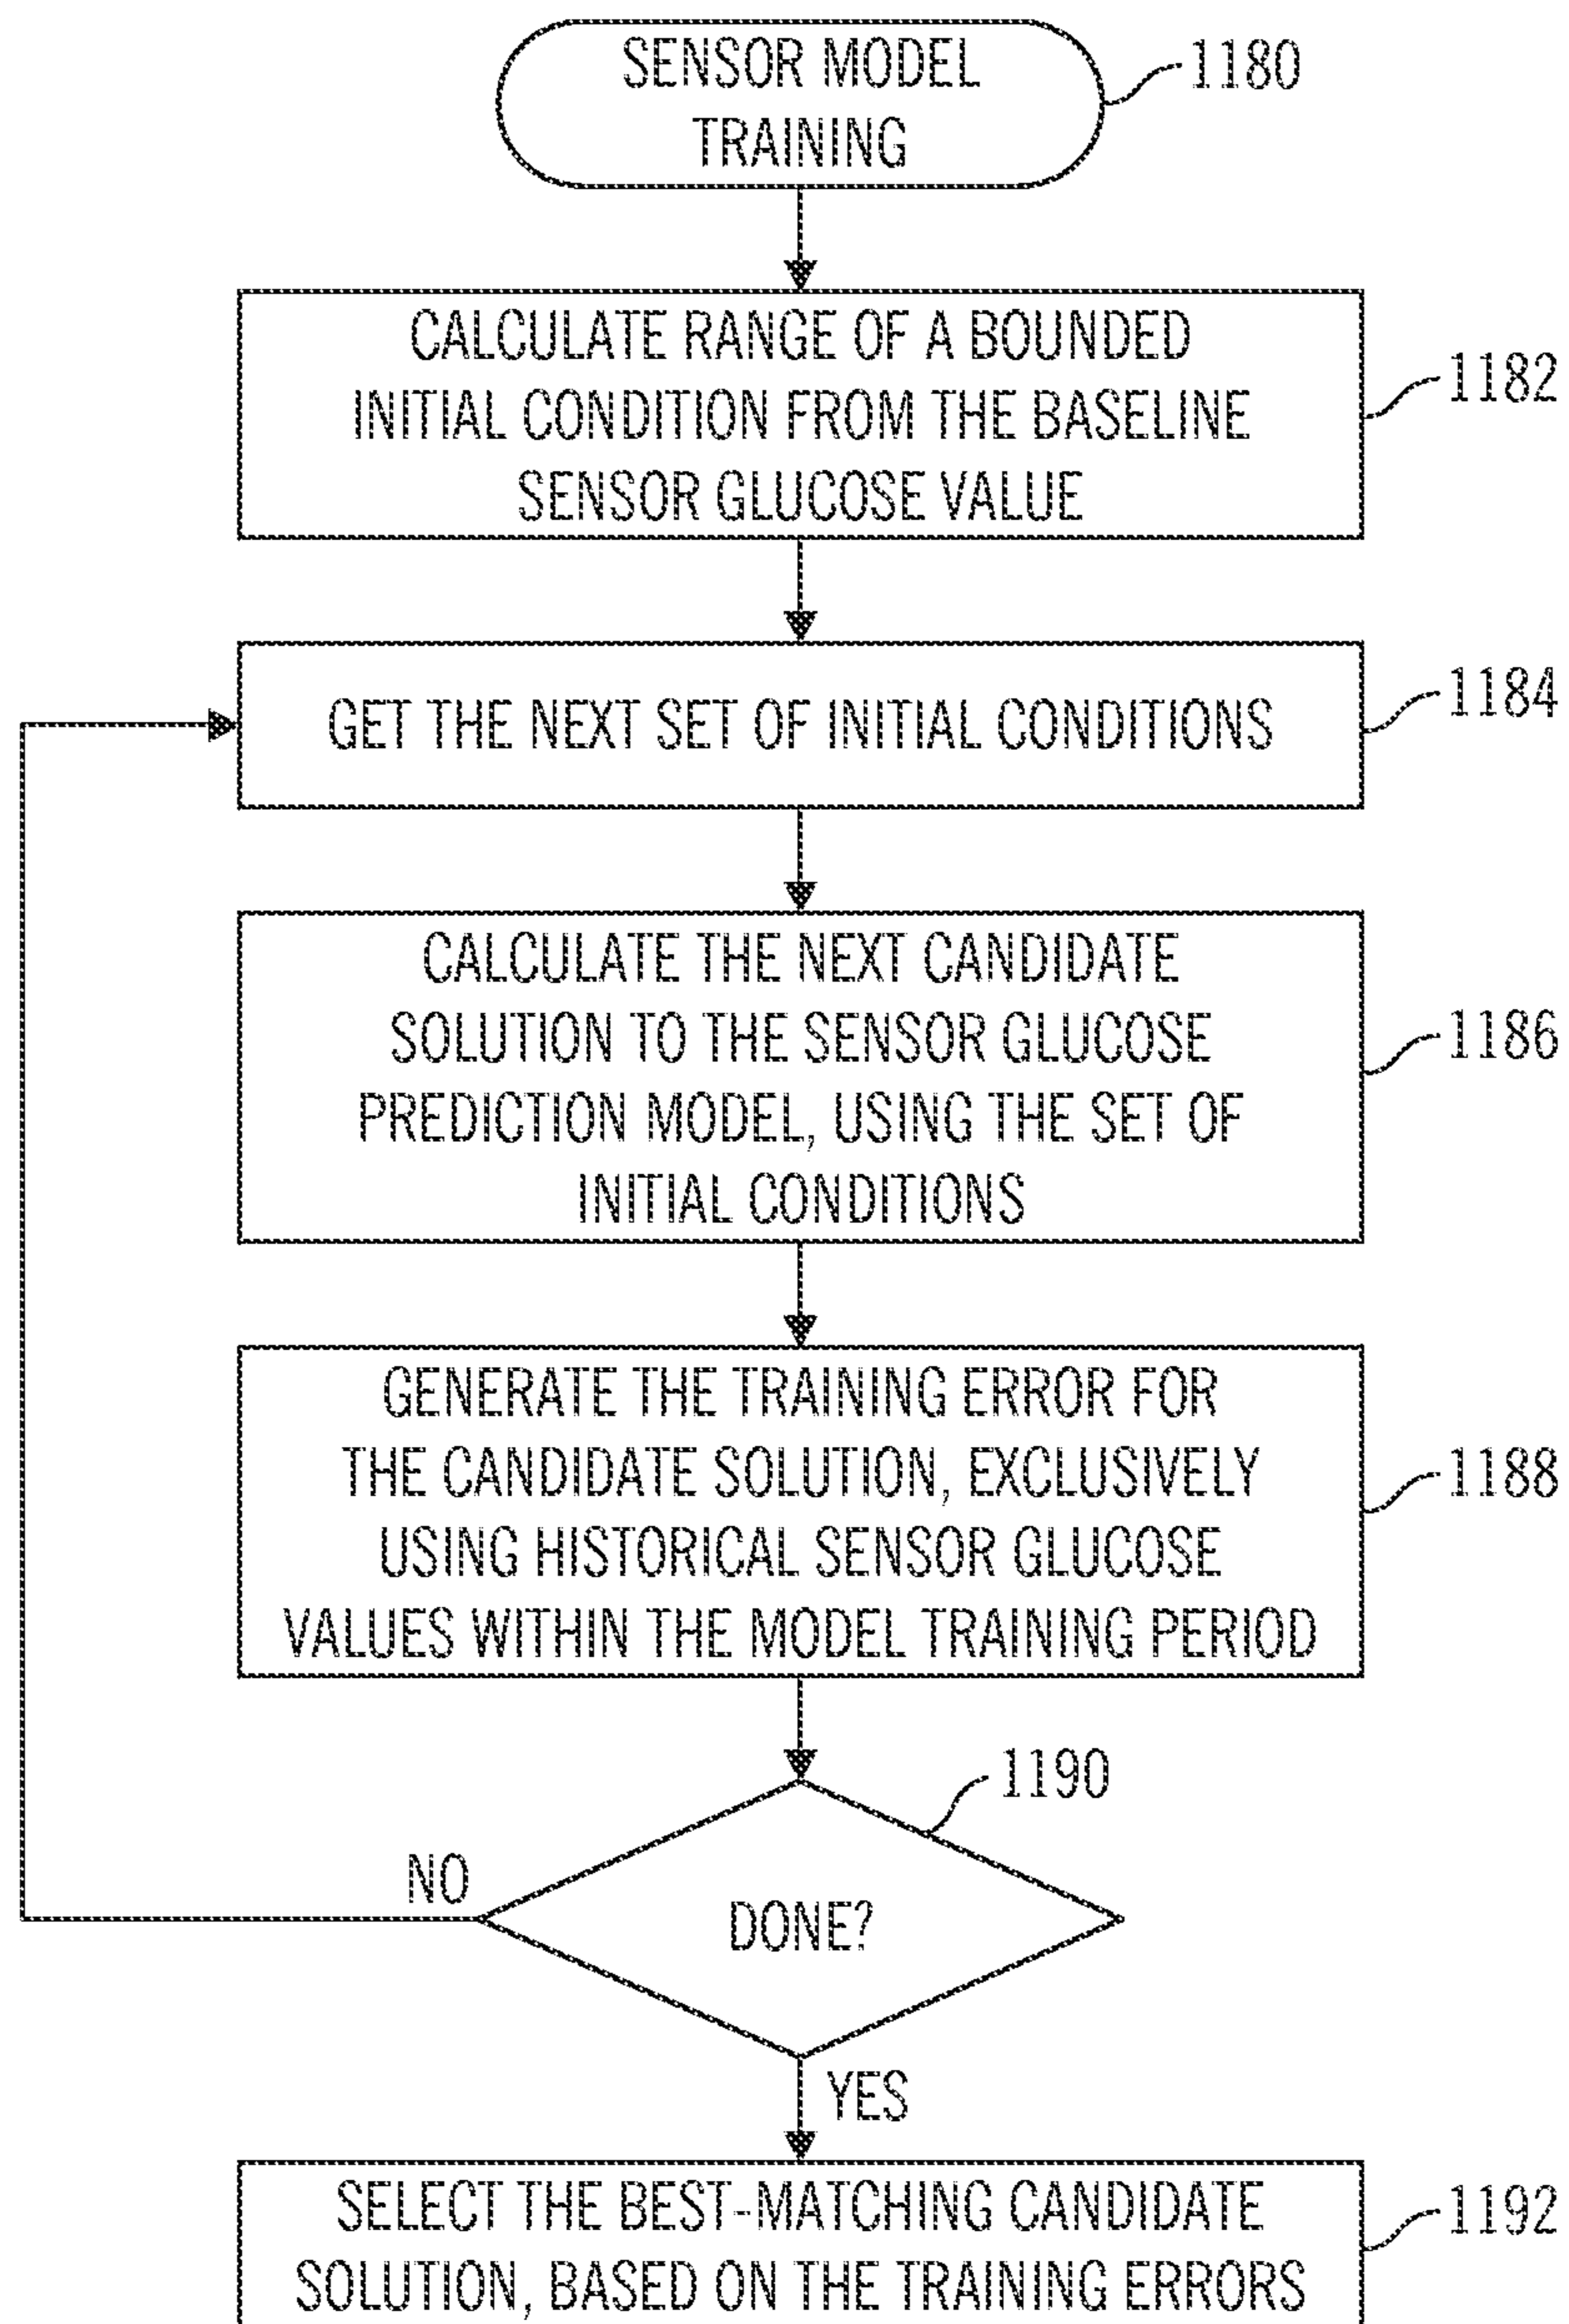 SENSOR MODEL
TRAINING
1180
CALCULATE RANGE OF A BOUNDED
INITIAL CONDITION FROM THE BASELINE
SENSOR GLUCOSE VALUE
1182
GET THE NEXT SET OF INITIAL CONDITIONS
1184
CALCULATE THE NEXT CANDIDATE
SOLUTION TO THE SENSOR GLUCOSE
PREDICTION MODEL, USING THE SET OF
INITIAL CONDITIONS
1186
GENERATE THE TRAINING ERROR FOR
THE CANDIDATE SOLUTION, EXCLUSIVELY
USING HISTORICAL SENSOR GLUCOSE
VALUES WITHIN THE MODEL TRAINING PERIOD
1188
1190
NO
DONE?
YES
SELECT THE BEST-MATCHING CANDIDATE
SOLUTION, BASED ON THE TRAINING ERRORS
1192